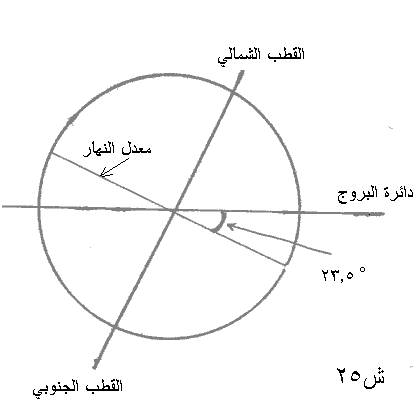 القطب الشمالي
معدل النهار
دائرة البروج
٢٣,٥°
ش٢٥
القطب الجنوبي